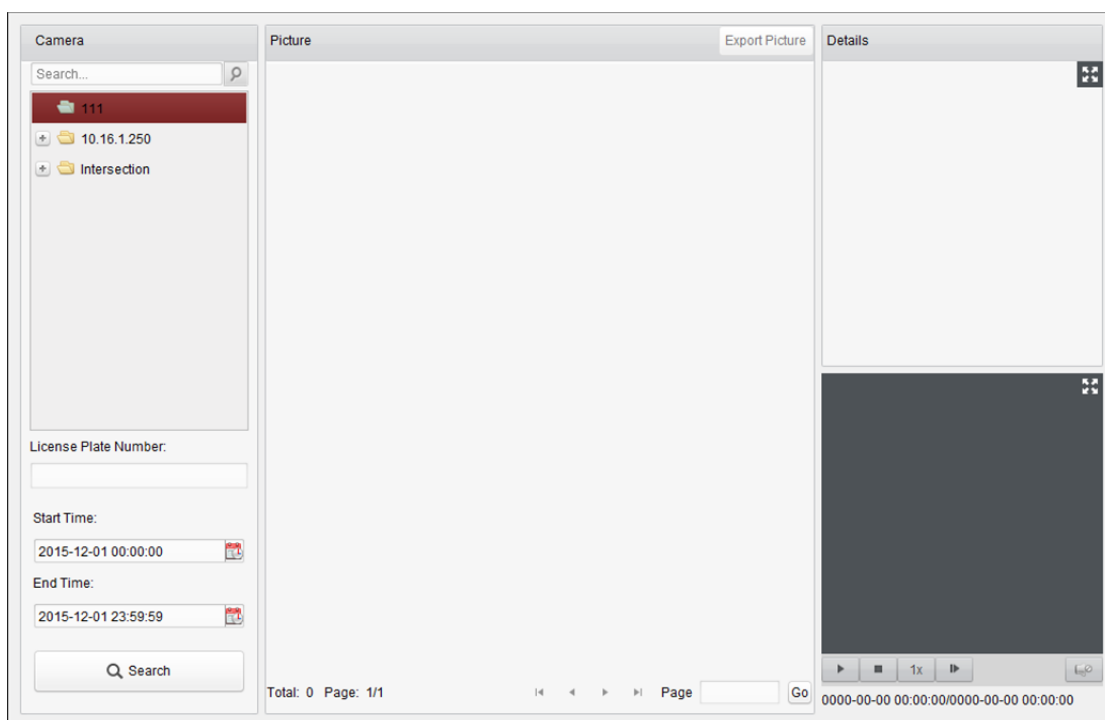 Camera
Search...
111
10.16.1.250
Intersection
License Plate Number:
Start Time:
2015-12-01 00:00:00
End Time:
2015-12-01 23:59:59
Search
Picture
Export Picture
Total: 0 Page: 1/1
Page
Go
Details
1x
0000-00-00 00:00:00/0000-00-00 00:00:00